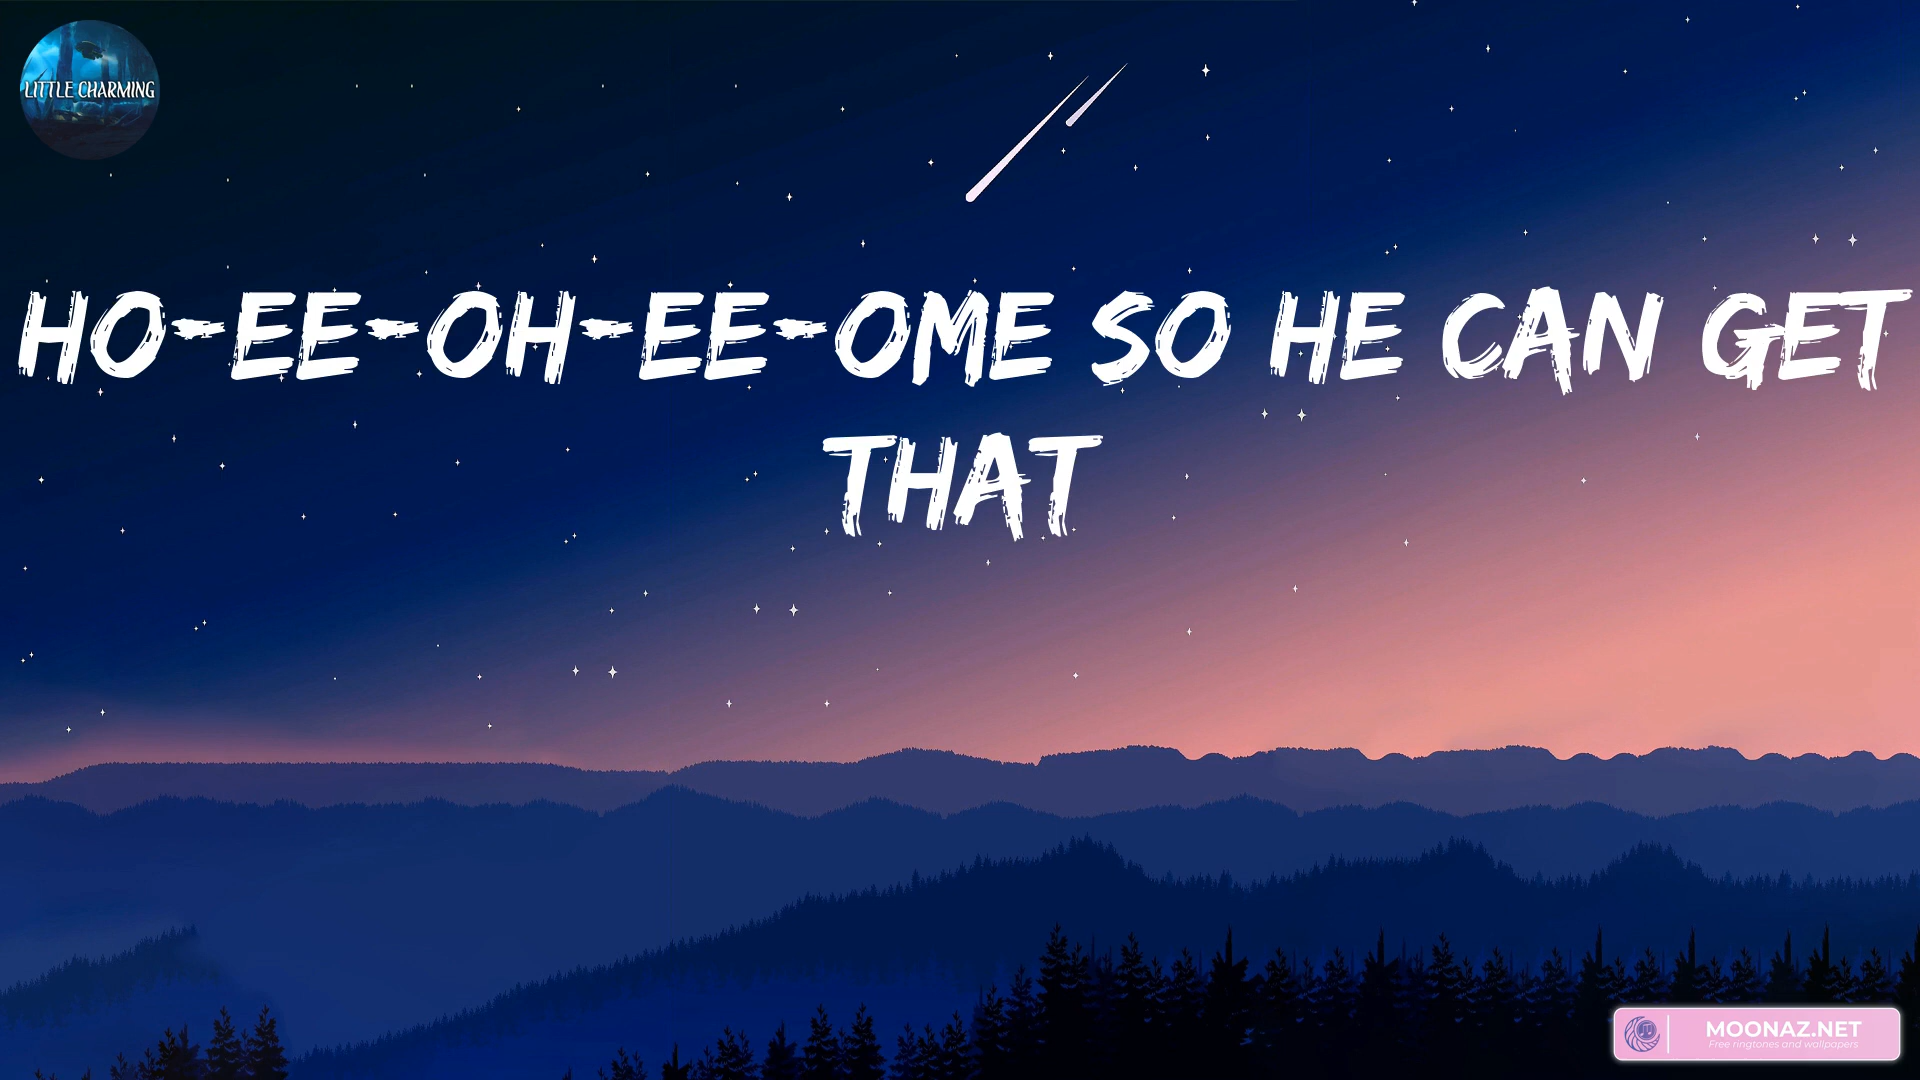 LITTLE CHARMING
HO-EE-OH-EE-OME SO HE CAN GET
THAT
MOONAZ.NET
Free ringtones and wallpapers